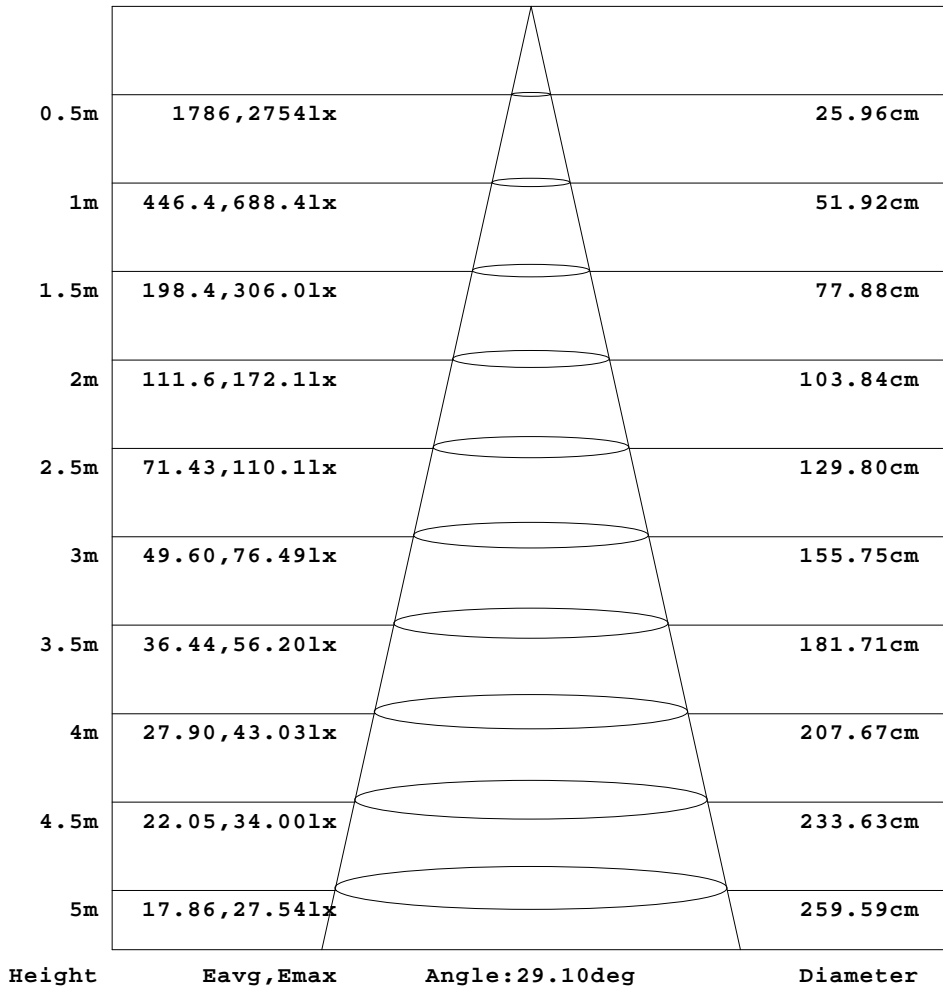 0.5m 1786,2754lx 25.96cm
1m 446.4,688.4lx 51.92cm
1.5m 198.4,306.0lx 77.88cm
2m 111.6,172.1lx 103.84cm
2.5m 71.43,110.1lx 129.80cm
3m 49.60,76.49lx 155.75cm
3.5m 36.44,56.20lx 181.71cm
4m 27.90,43.03lx 207.67cm
4.5m 22.05,34.00lx 233.63cm
5m 17.86,27.54lx 259.59cm
Height Eavg,Emax Angle:29.10deg Diameter